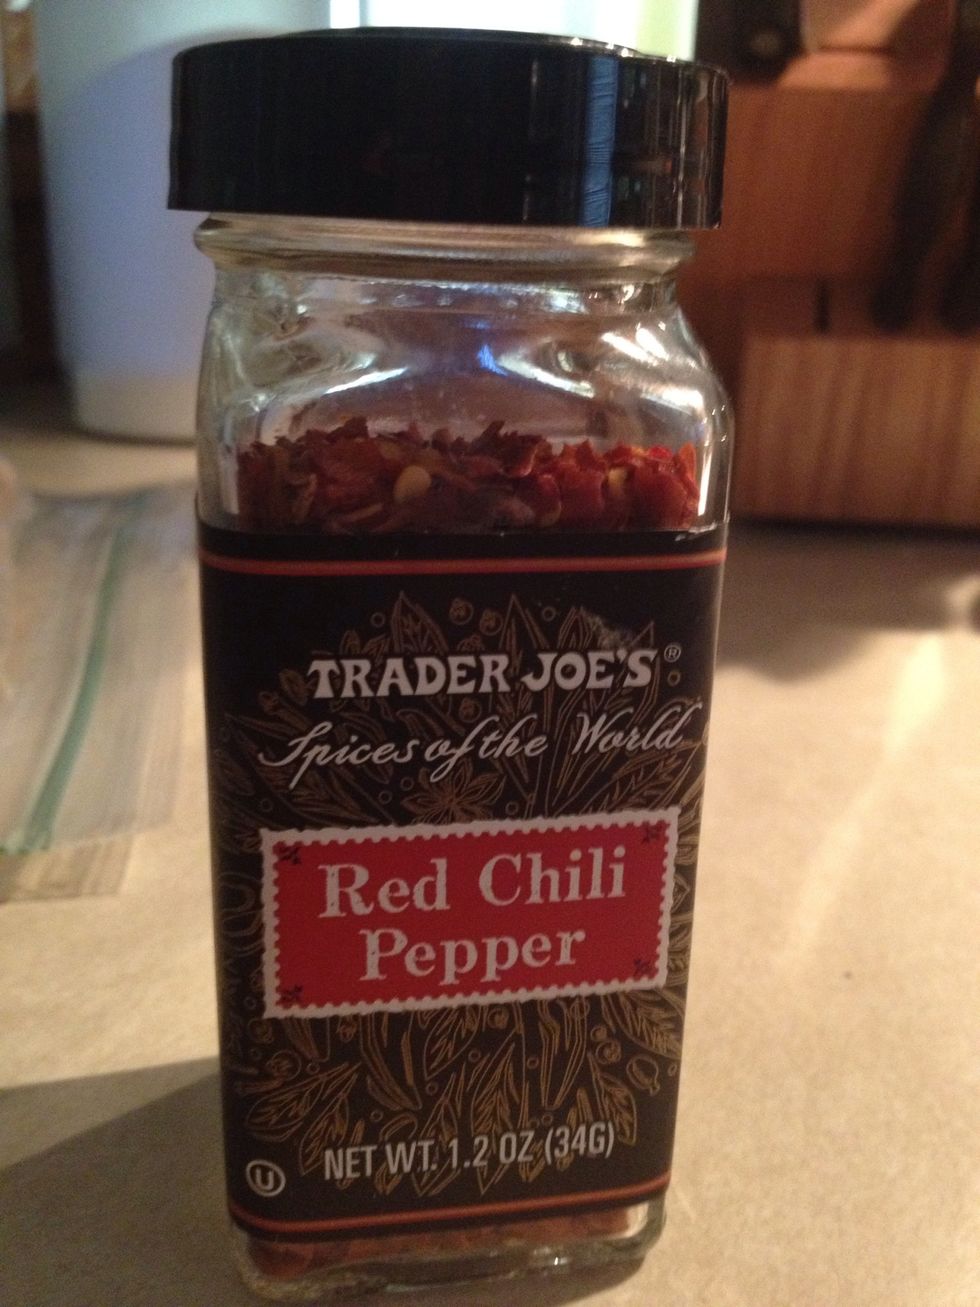 TRADER JOE'S®
Spices of the World
Red Chili
Pepper
NET WT. 1.2 OZ (34G)
U